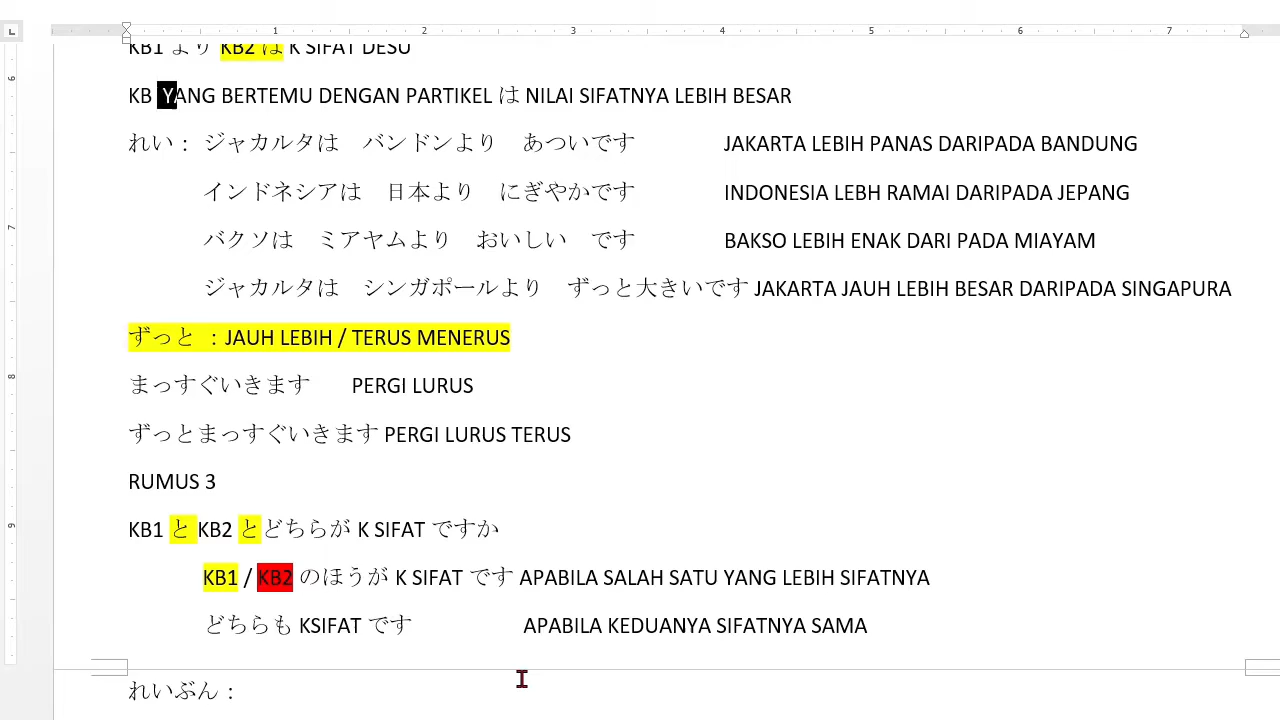 KB1 より KB2 は K SIFAT DESU
KB YANG BERTEMU DENGAN PARTIKEL は NILAI SIFATNYA LEBIH BESAR
れい： ジャカルタは　バンドンより　あついです JAKARTA LEBIH PANAS DARIPADA BANDUNG
インドネシアは　日本より　にぎやかです INDONESIA LEBH RAMAI DARIPADA JEPANG
バクソは　ミアヤムより　おいしい　です BAKSO LEBIH ENAK DARI PADA MIAYAM
ジャカルタは　シンガポールより　ずっと大きいです JAKARTA JAUH LEBIH BESAR DARIPADA SINGAPURA
ずっと ：JAUH LEBIH / TERUS MENERUS
まっすぐいきます PERGI LURUS
ずっとまっすぐいきます PERGI LURUS TERUS
RUMUS 3
KB1 と KB2 とどちらが K SIFAT ですか
KB1 / KB2 のほうが K SIFAT です APABILA SALAH SATU YANG LEBIH SIFATNYA
どちらも KSIFAT です APABILA KEDUANYA SIFATNYA SAMA
れいぶん：